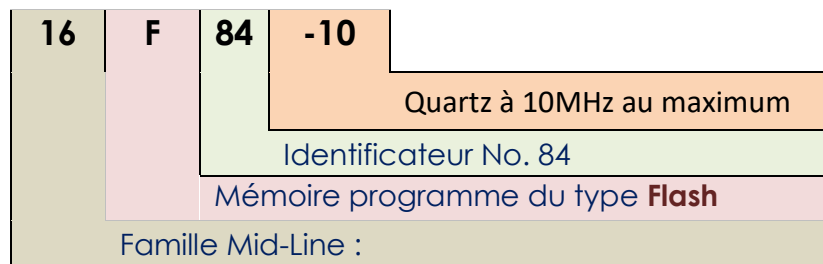 16 F 84 -10
Quartz à 10MHz au maximum
Identificateur No. 84
Mémoire programme du type Flash
Famille Mid-Line :